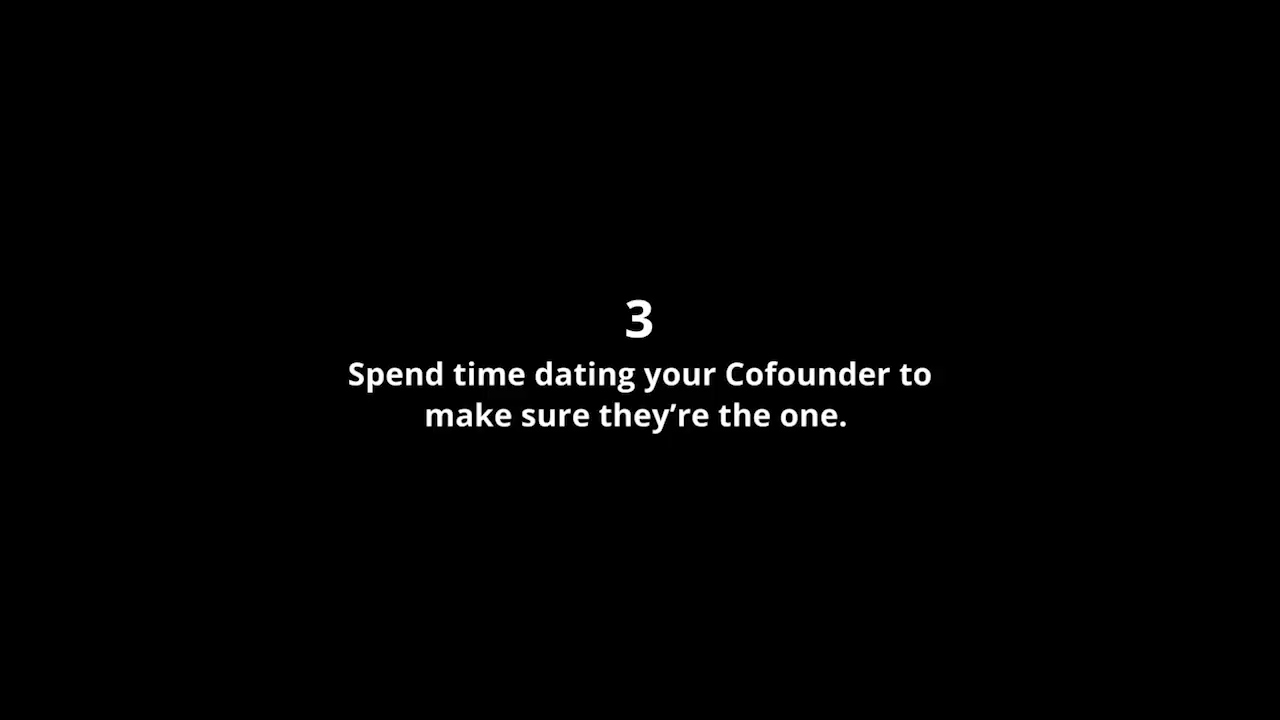 3
Spend time dating your Cofounder to
make sure they’re the one.